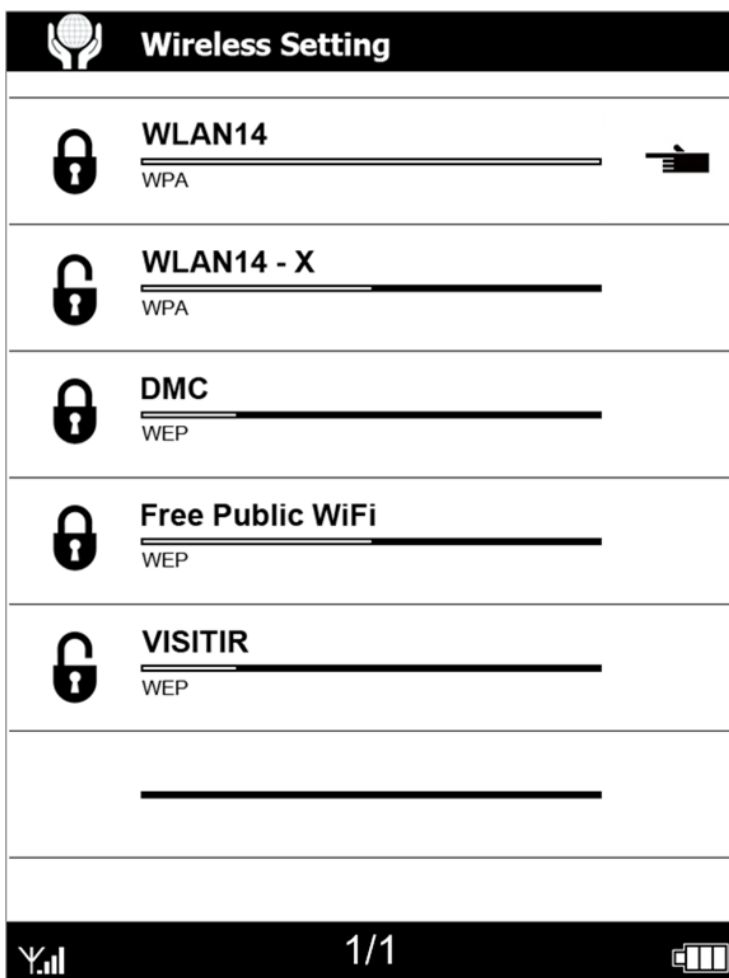 Wireless Setting
WLAN14
WPA
WLAN14 - X
WPA
DMC
WEP
Free Public WiFi
WEP
VISITIR
WEP
1/1